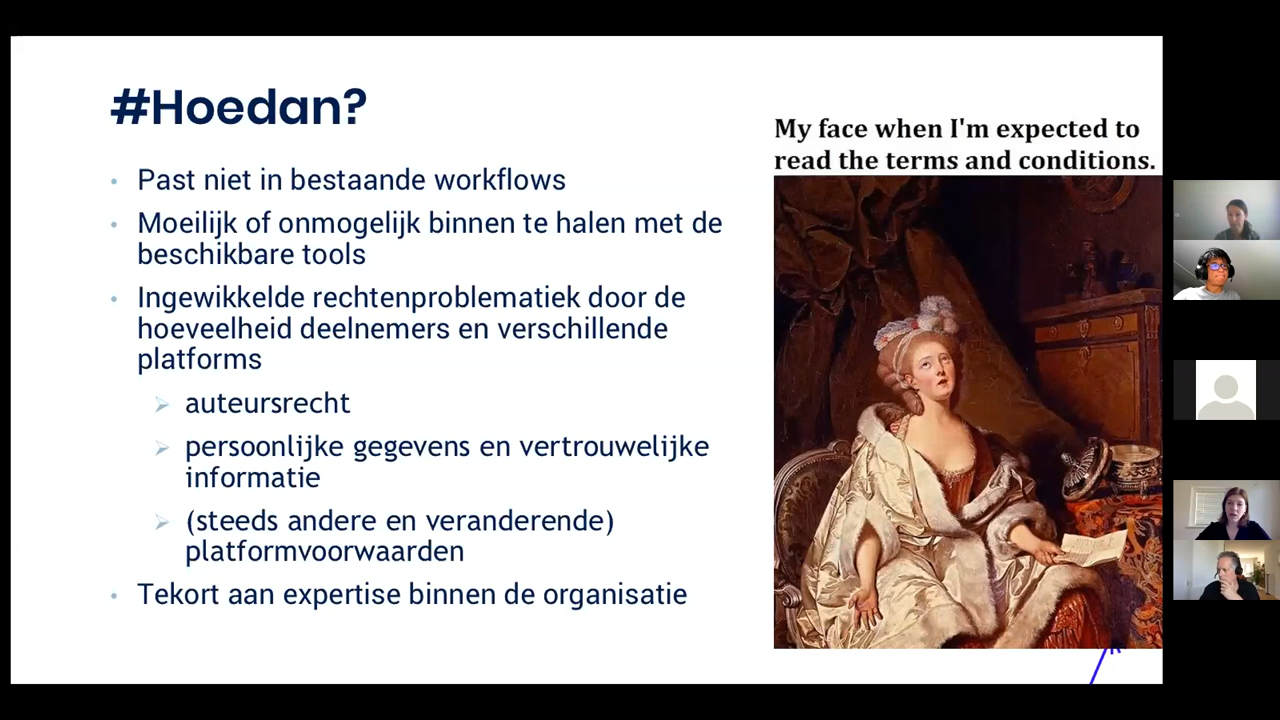 #Hoedan?
Past niet in bestaande workflows
Moeilijk of onmogelijk binnen te halen met de
beschikbare tools
Ingewikkelde rechtenproblematiek door de
hoeveelheid deelnemers en verschillende
platforms
auteursrecht
persoonlijke gegevens en vertrouwelijke
informatie
(steeds andere en veranderende)
platformvoorwaarden
Tekort aan expertise binnen de organisatie
My face when I'm expected to
read the terms and conditions.